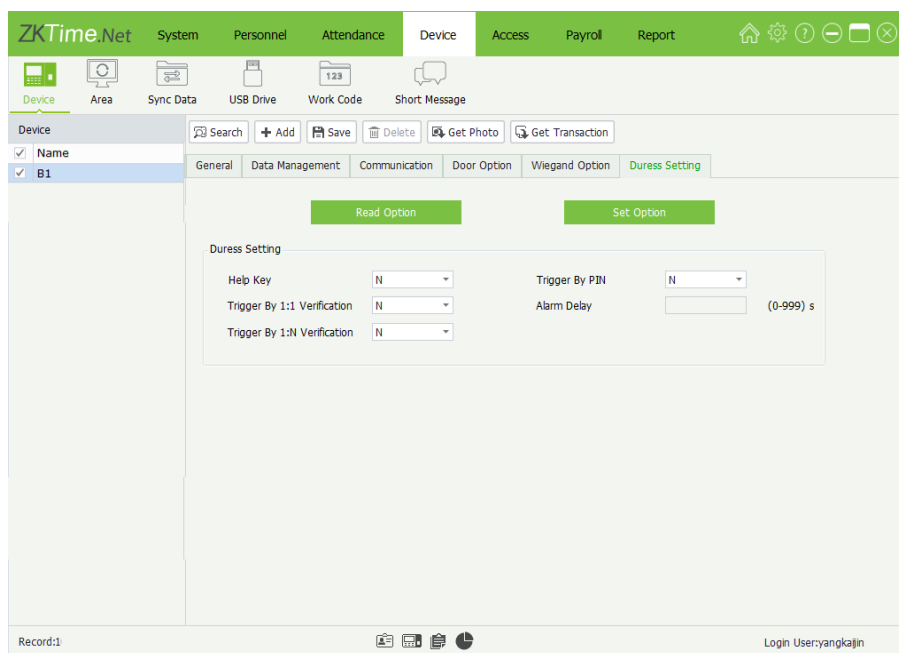 ZKTime.Net System Personnel Attendance Device Access Payroll Report
123
Device Area Sync Data USB Drive Work Code Short Message
Device Search Add Save Delete Get Photo Get Transaction
Name
General Data Management Communication Door Option Wiegand Option Duress Setting
B1
Read Option Set Option
Duress Setting
Help Key N Trigger By PIN N
Trigger By 1:1 Verification N Alarm Delay (0-999) s
Trigger By 1:N Verification N
Record:1 Login User:yangkaijin